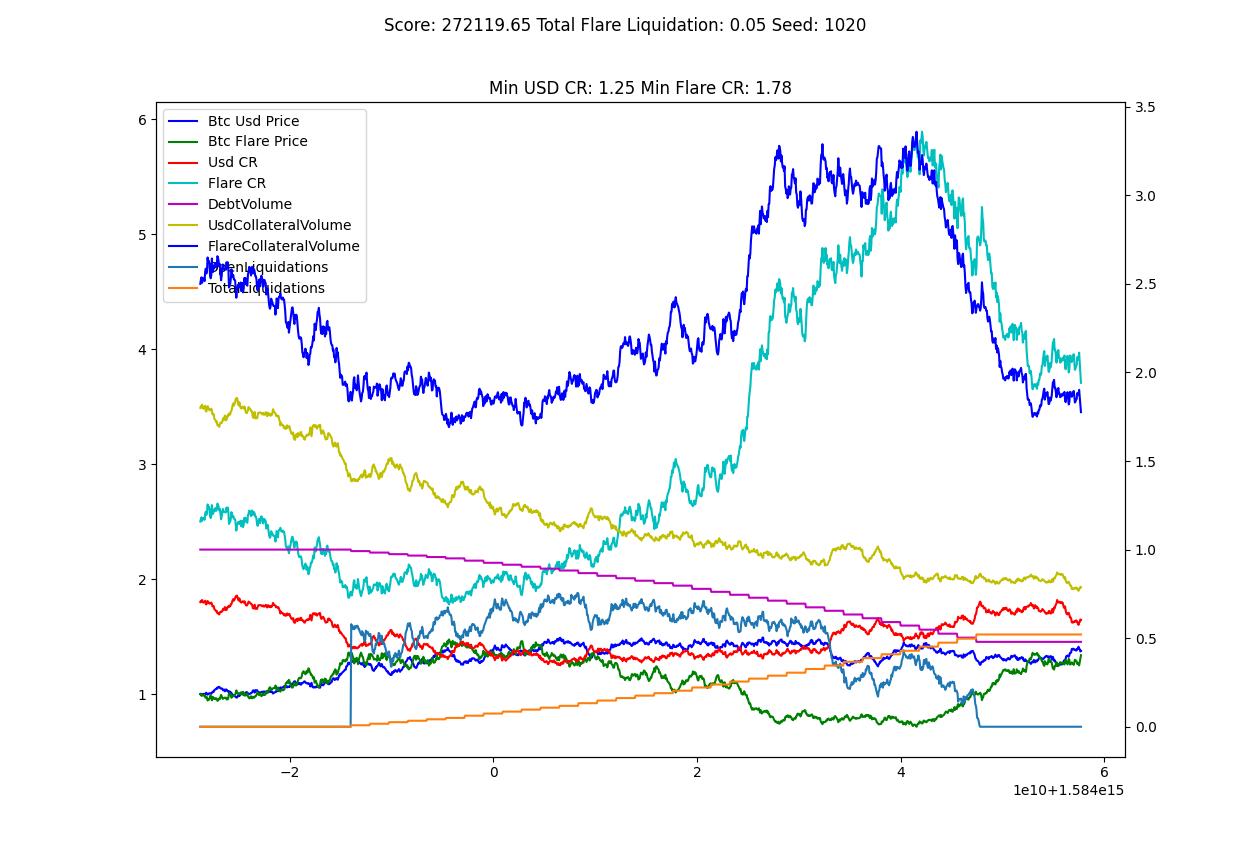 Score: 272119.65 Total Flare Liquidation: 0.05 Seed: 1020
Min USD CR: 1.25 Min Flare CR: 1.78
Btc Usd Price
Btc Flare Price
Usd CR
Flare CR
DebtVolume
UsdCollateralVolume
FlareCollateralVolume
OpenLiquidations
TotalLiquidations
6
5
4
3
2
1
3.5
3.0
2.5
2.0
1.5
1.0
0.5
0.0
−2
0
2
4
6
1e10+1.584e15